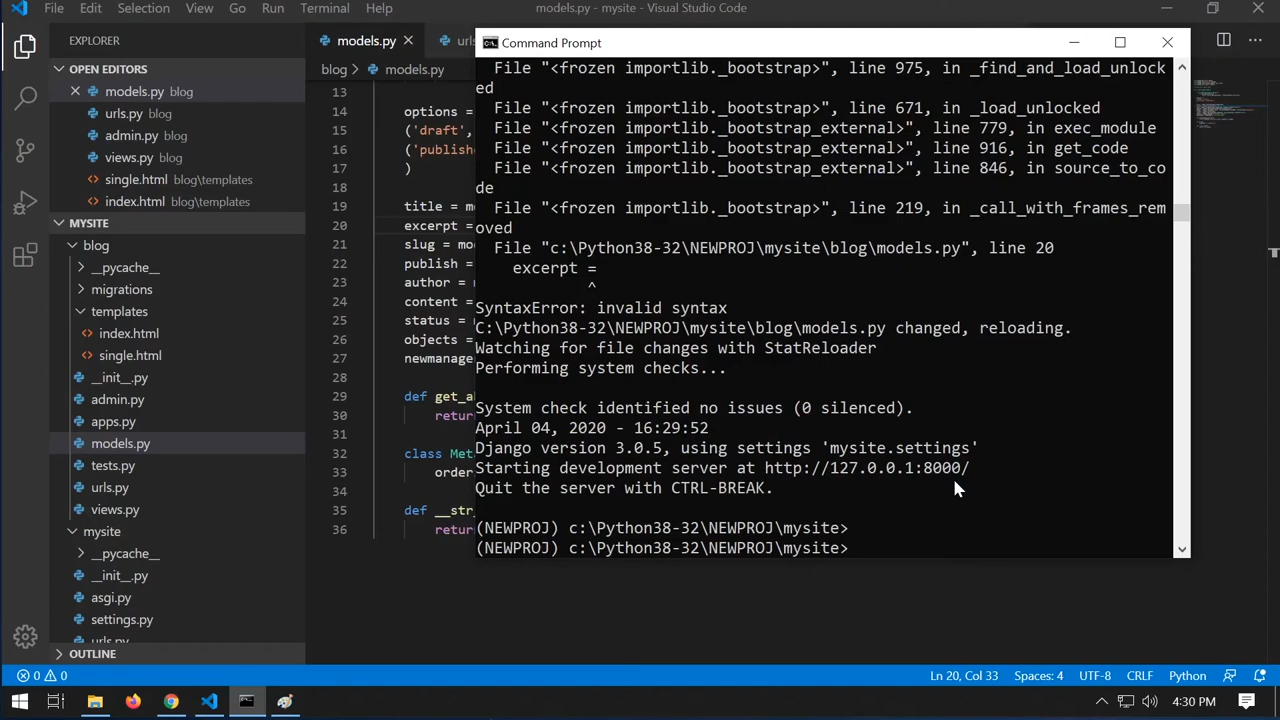 File Edit Selection View Go Run Terminal Help models.py - mysite - Visual Studio Code
EXPLORER
OPEN EDITORS
models.py blog
urls.py blog
admin.py blog
views.py blog
single.html blog\templates
index.html blog\templates
MYSITE
blog
__pycache__
migrations
templates
index.html
single.html
__init__.py
admin.py
apps.py
models.py
tests.py
urls.py
views.py
mysite
__pycache__
__init__.py
asgi.py
settings.py
urls.py
OUTLINE
models.py
blog > models.py
13
14 options =
15 ('draft',
16 ('publishe
17 )
18
19 title = m
20 excerpt =
21 slug = mo
22 publish =
23 author =
24 content =
25 status =
26 objects =
27 newmanage
28
29 def get_a
30 retur
31
32 class Met
33 orde
34
35 def __st
36 retur
Command Prompt
File "<frozen importlib._bootstrap>", line 975, in _find_and_load_unlock
ed
File "<frozen importlib._bootstrap>", line 671, in _load_unlocked
File "<frozen importlib._bootstrap_external>", line 779, in exec_module
File "<frozen importlib._bootstrap_external>", line 916, in get_code
File "<frozen importlib._bootstrap_external>", line 846, in source_to_co
de
File "<frozen importlib._bootstrap>", line 219, in _call_with_frames_rem
oved
File "c:\Python38-32\NEWPROJ\mysite\blog\models.py", line 20
excerpt =
^
SyntaxError: invalid syntax
C:\Python38-32\NEWPROJ\mysite\blog\models.py changed, reloading.
Watching for file changes with StatReloader
Performing system checks...
System check identified no issues (0 silenced).
April 04, 2020 - 16:29:52
Django version 3.0.5, using settings 'mysite.settings'
Starting development server at http://127.0.0.1:8000/
Quit the server with CTRL-BREAK.
(NEWPROJ) c:\Python38-32\NEWPROJ\mysite>
(NEWPROJ) c:\Python38-32\NEWPROJ\mysite>
0 0 Ln 20, Col 33 Spaces: 4 UTF-8 CRLF Python
4:30 PM